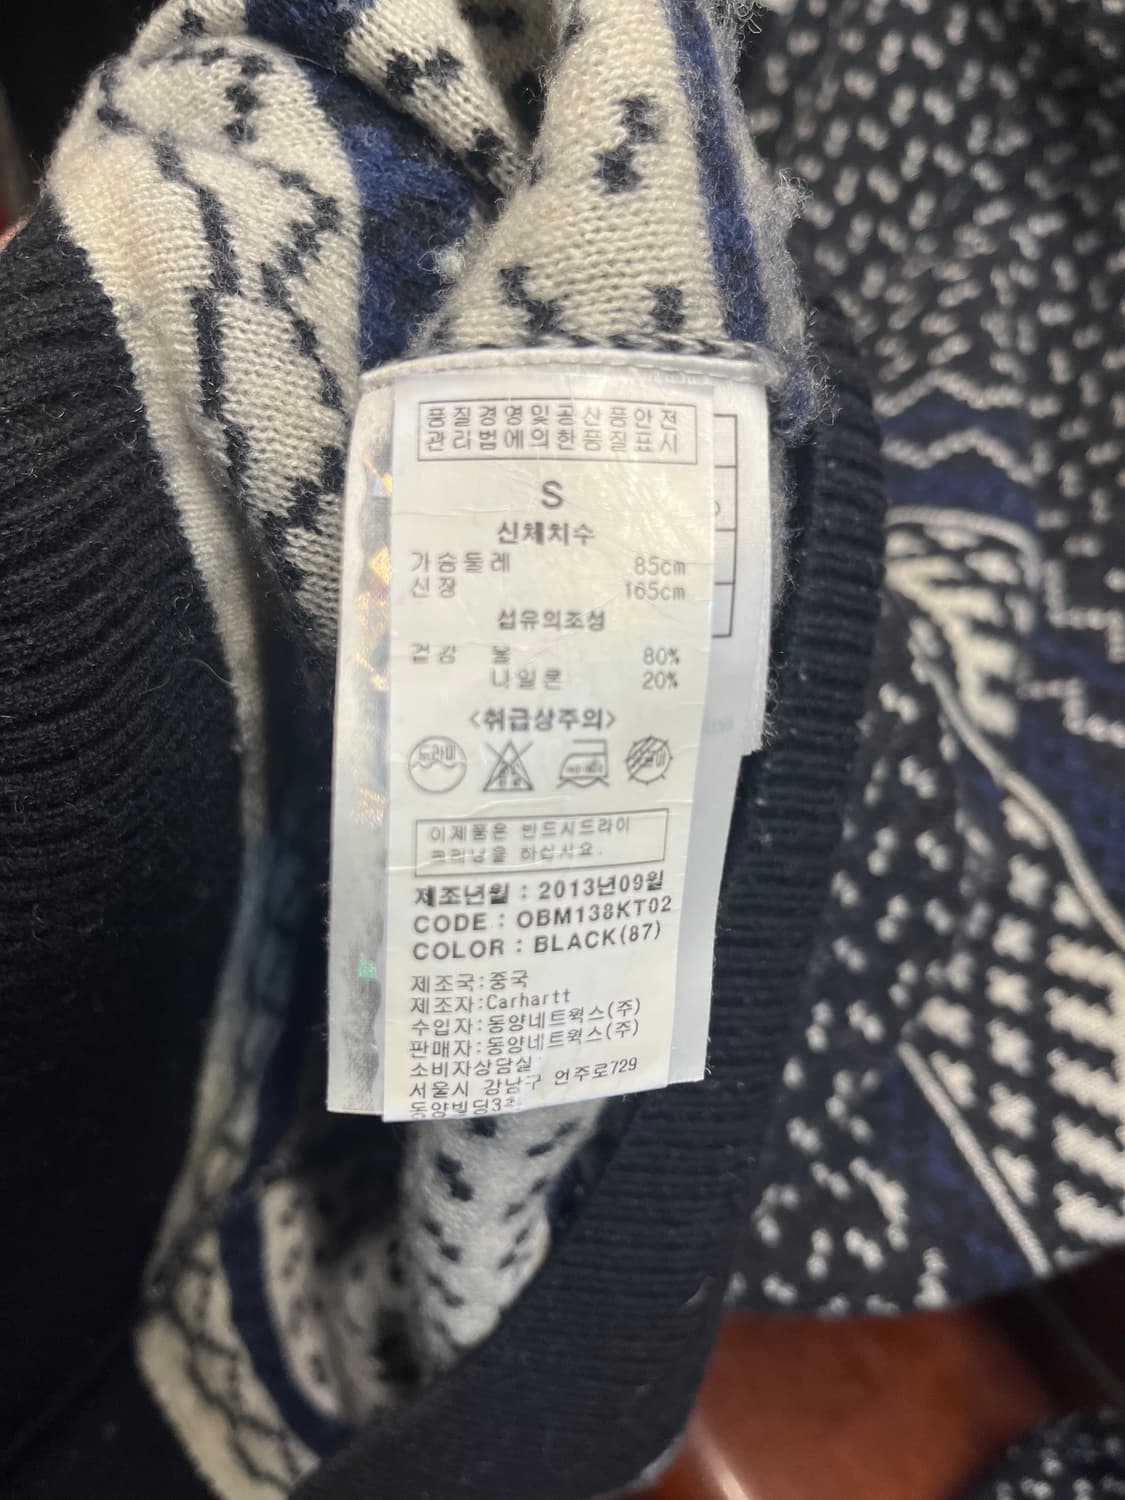 품질경영및공산품안전
관리법에의한품질표시
S
신체치수
가슴둘레 85cm
신장 165cm
섬유의조성
겉감 울 80%
나일론 20%
<취급상주의>
드라이
이제품은 반드시드라이
크리닝을 하십시요.
제조년월 : 2013년09월
CODE : OBM138KT02
COLOR : BLACK(87)
제조국:중국
제조자:Carhartt
수입자:동양네트웍스(주)
판매자:동양네트웍스(주)
소비자상담실
서울시 강남구 언주로729
동양빌딩3층